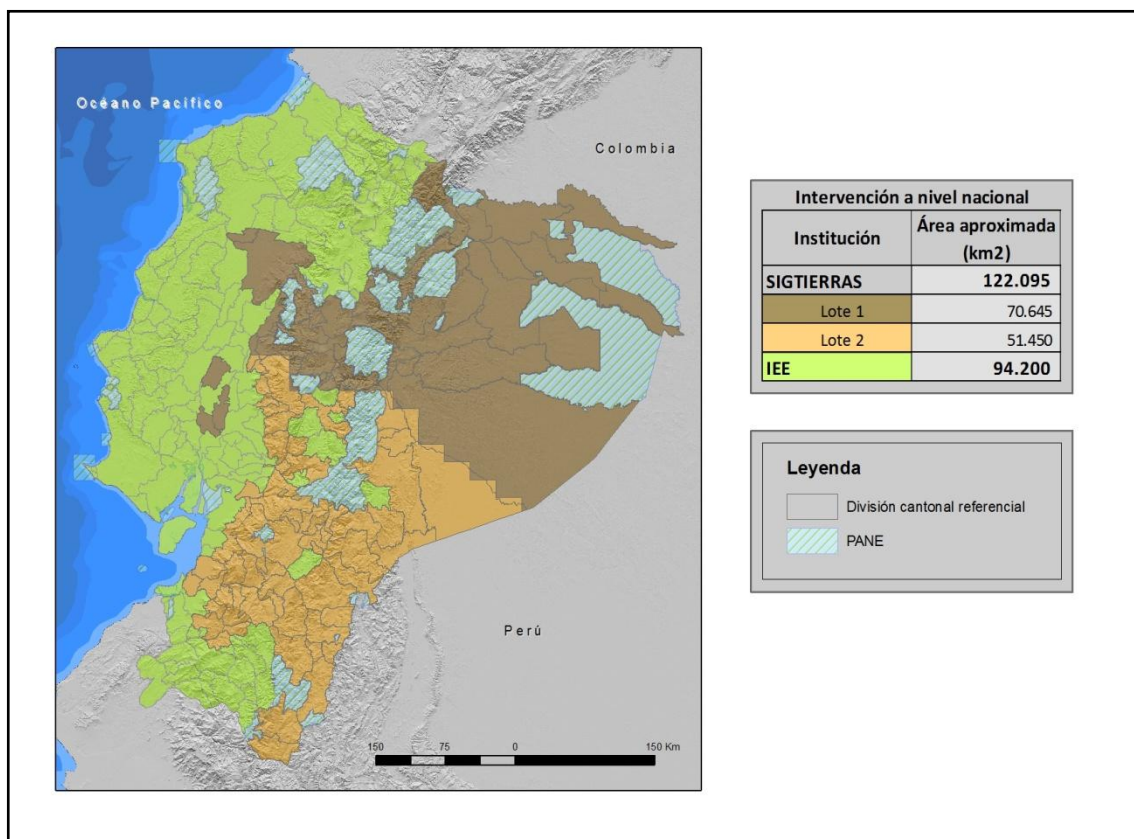 Océano Pacífico
Colombia
Perú
150 75 0 150 Km
Intervención a nivel nacional
Institución Área aproximada (km2)
SIGTIERRAS 122.095
Lote 1 70.645
Lote 2 51.450
IEE 94.200
Leyenda
División cantonal referencial
PANE